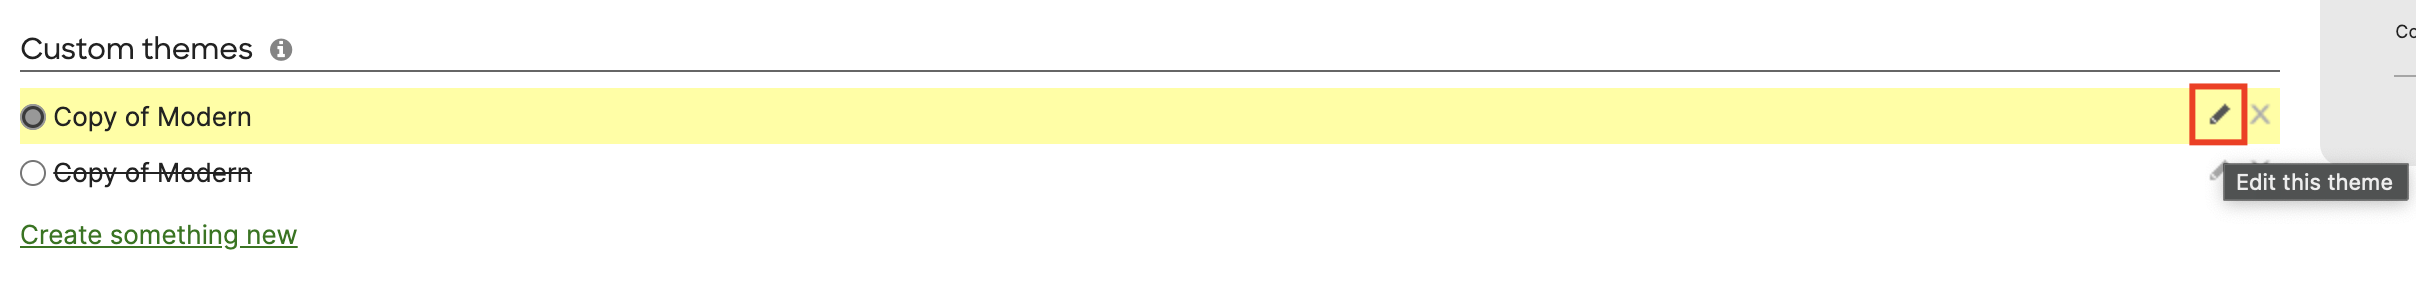 Custom themes
Co
Copy of Modern
Copy of Modern
Edit this theme
Create something new